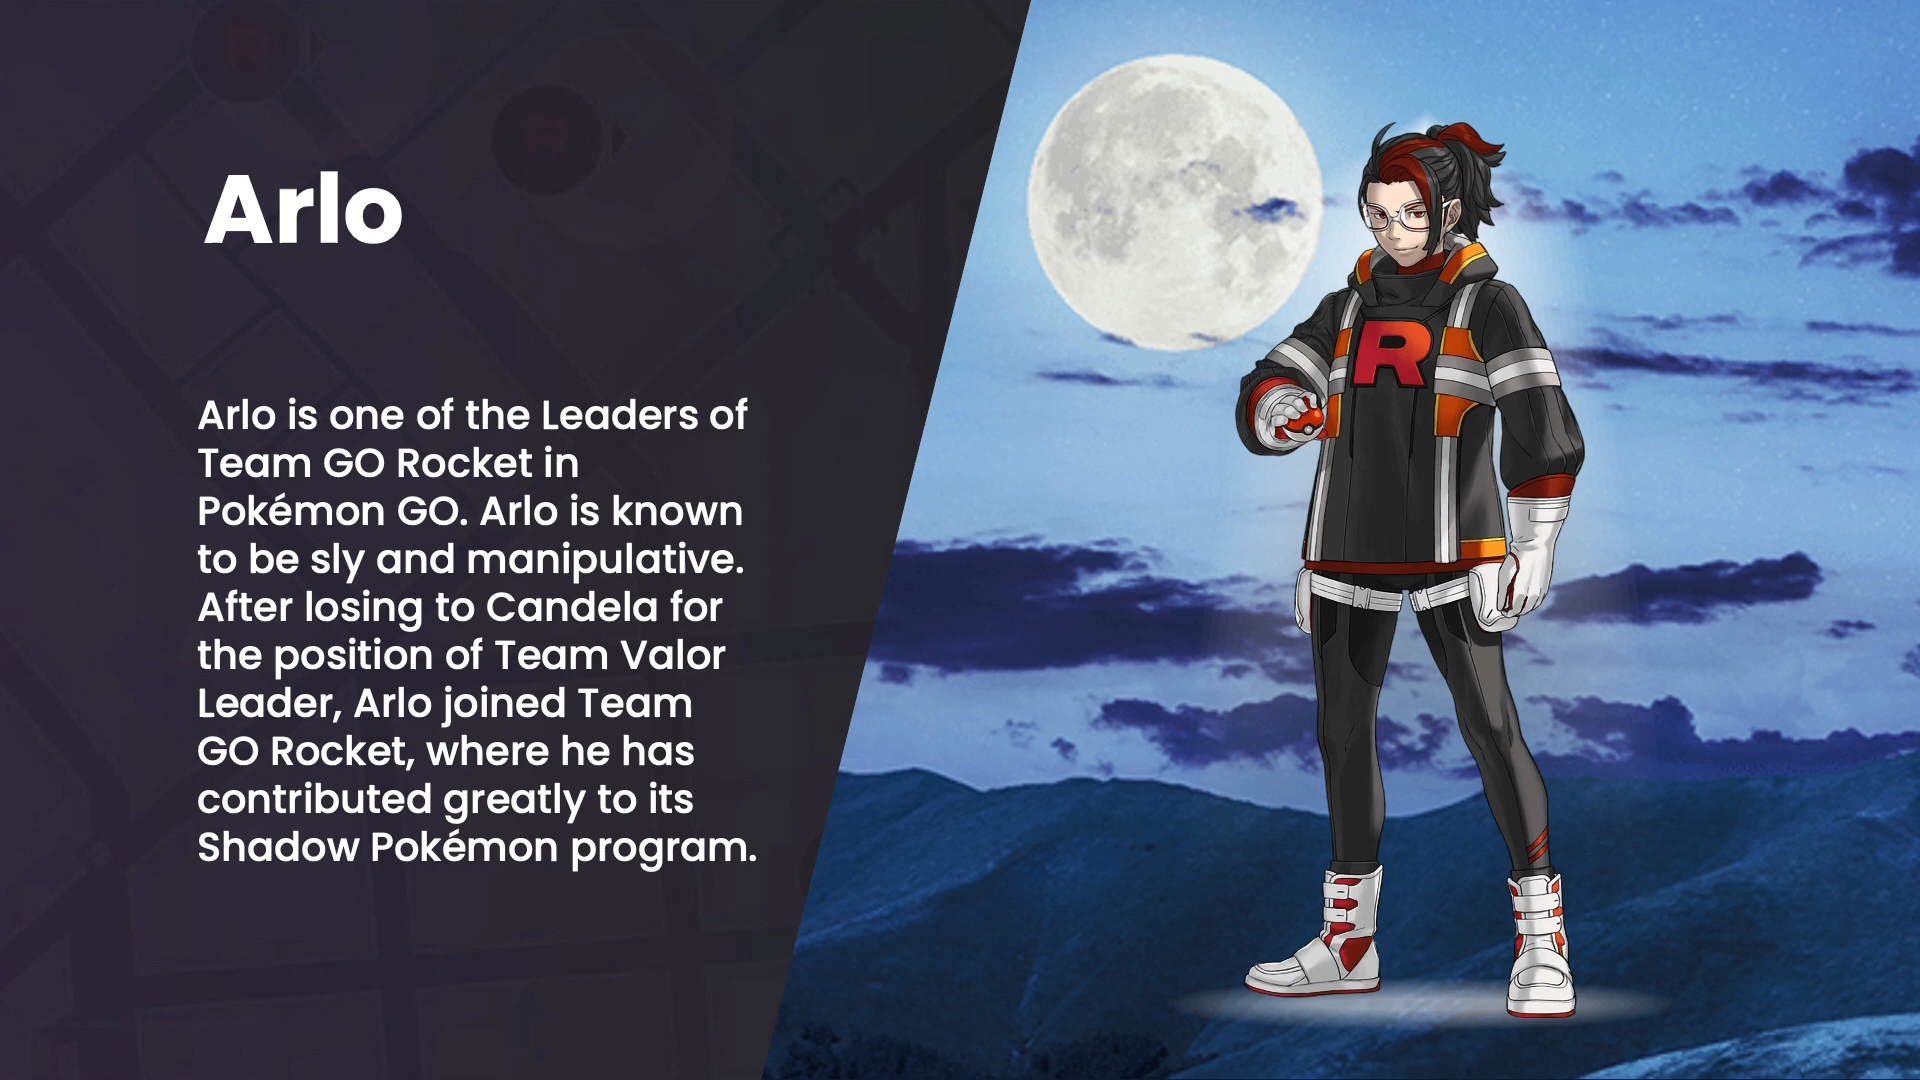 Arlo
Arlo is one of the Leaders of
Team GO Rocket in
Pokémon GO. Arlo is known
to be sly and manipulative.
After losing to Candela for
the position of Team Valor
Leader, Arlo joined Team
GO Rocket, where he has
contributed greatly to its
Shadow Pokémon program.
R